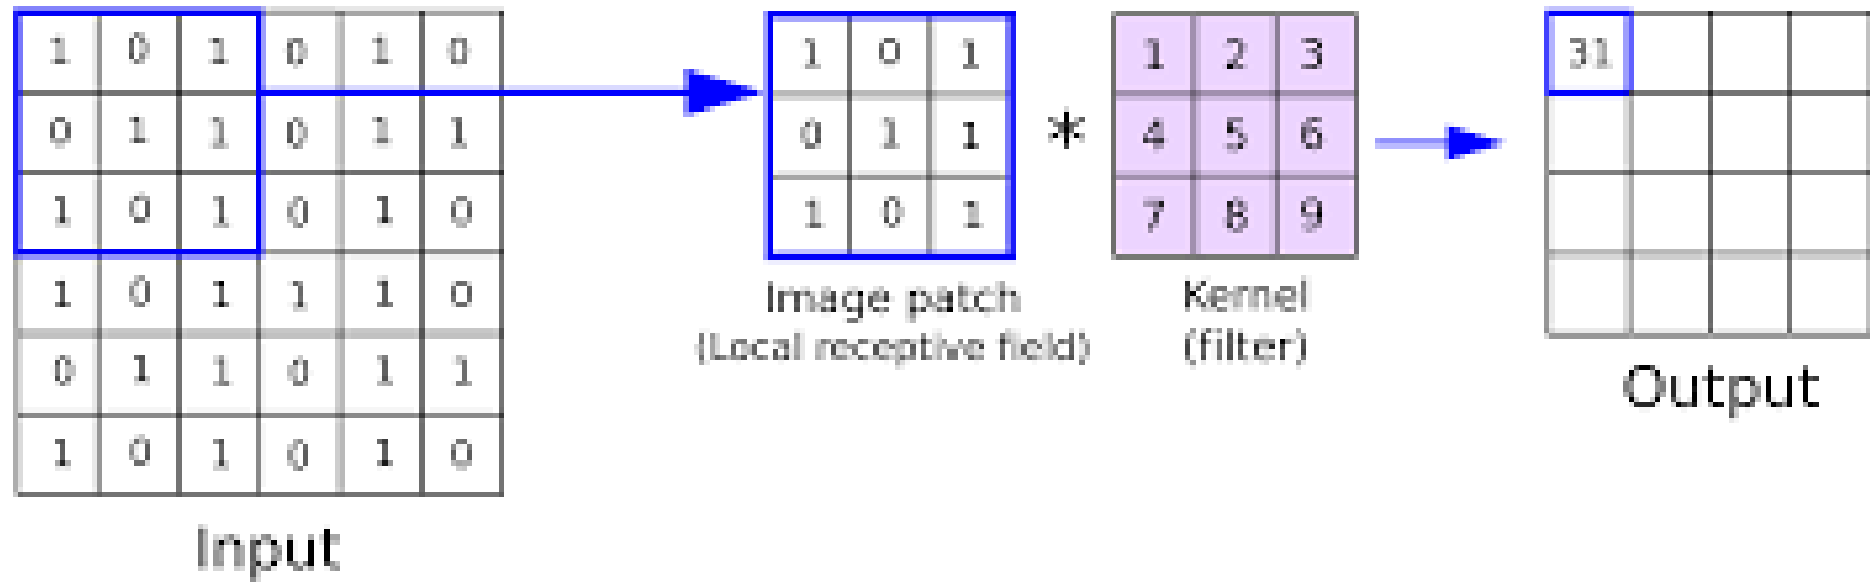 1 0 1 0 1 0
0 1 1 0 1 1
1 0 1 0 1 0
1 0 1 1 1 0
0 1 1 0 1 1
1 0 1 0 1 0
Input
1 0 1
0 1 1
1 0 1
Image patch
(Local receptive field)
*
1 2 3
4 5 6
7 8 9
Kernel
(filter)
31
Output